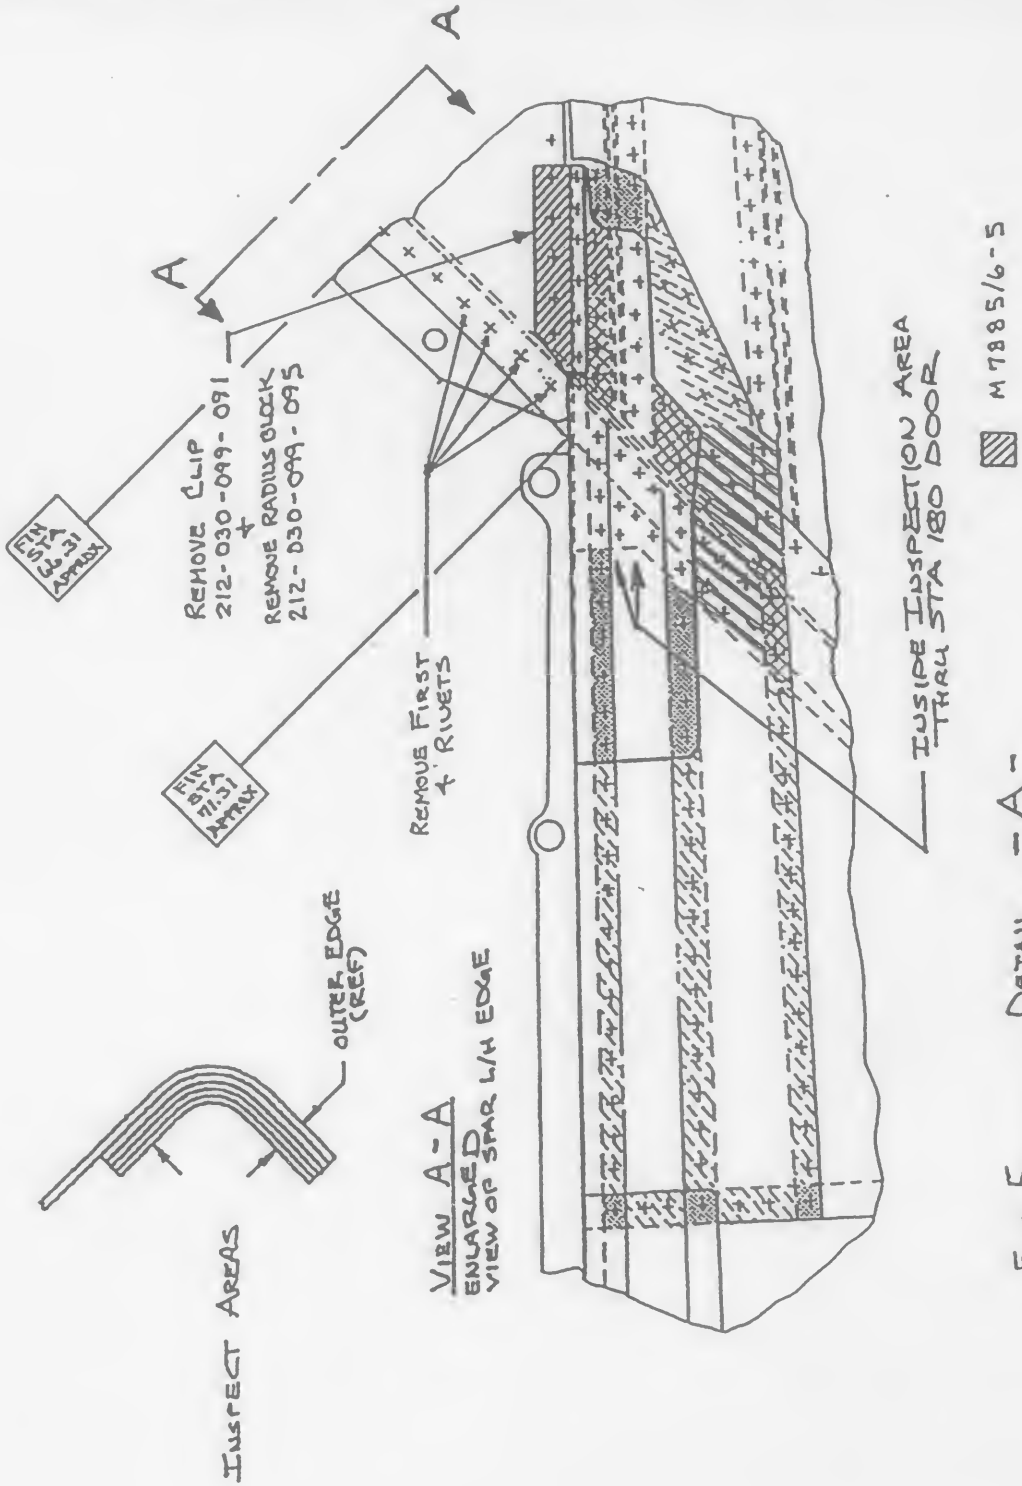 INSPECT AREAS
OUTER EDGE
(REF)
VIEW A-A
ENLARGED
VIEW OF SPAR L/H EDGE
FIN
STA
71.31
APPROX
FIN
STA
66.31
APPROX
REMOVE CLIP
212-030-099-091
+
REMOVE RADIUS BLOCK
212-030-099-095
REMOVE FIRST
4 RIVETS
A
A
INSIDE INSPECTION AREA
THRU STA 180 DOOR
DETAIL - A -
M78851/6-5